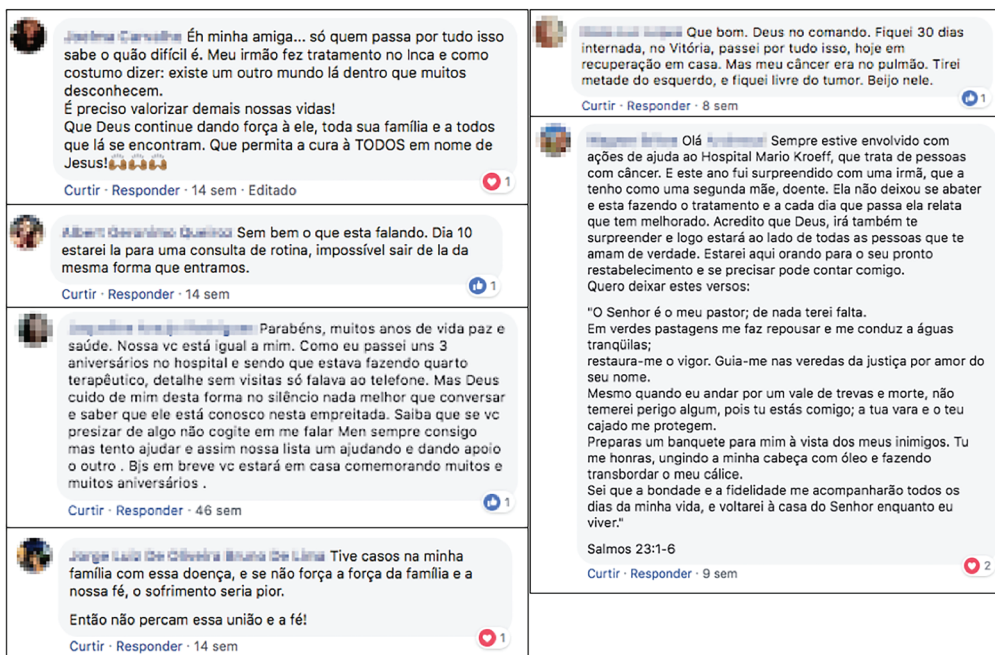 Éh minha amiga... só quem passa por tudo isso
sabe o quão difícil é. Meu irmão fez tratamento no Inca e como
costumo dizer: existe um outro mundo lá dentro que muitos
desconhecem.
É preciso valorizar demais nossas vidas!
Que Deus continue dando força à ele, toda sua família e a todos
que lá se encontram. Que permita a cura à TODOS em nome de
Jesus!🙌🏾🙌🏾🙌🏾
1
Curtir · Responder · 14 sem · Editado
Sem bem o que esta falando. Dia 10
estarei la para uma consulta de rotina, impossível sair de la da
mesma forma que entramos.
1
Curtir · Responder · 14 sem
Parabéns, muitos anos de vida paz e
saúde. Nossa vc está igual a mim. Como eu passei uns 3
aniversários no hospital e sendo que estava fazendo quarto
terapêutico, detalhe sem visitas só falava ao telefone. Mas Deus
cuido de mim desta forma no silêncio nada melhor que conversar
e saber que ele está conosco nesta empreitada. Saiba que se vc
presizar de algo não cogite em me falar Men sempre consigo
mas tento ajudar e assim nossa lista um ajudando e dando apoio
o outro . Bjs em breve vc estará em casa comemorando muitos e
muitos aniversários .
1
Curtir · Responder · 46 sem
Tive casos na minha
família com essa doença, e se não força a força da família e a
nossa fé, o sofrimento seria pior.
Então não percam essa união e a fé!
1
Curtir · Responder · 14 sem
Que bom. Deus no comando. Fiquei 30 dias
internada, no Vitória, passei por tudo isso, hoje em
recuperação em casa. Mas meu câncer era no pulmão. Tirei
metade do esquerdo, e fiquei livre do tumor. Beijo nele.
1
Curtir · Responder · 8 sem
Olá Sempre estive envolvido com
ações de ajuda ao Hospital Mario Kroeff, que trata de pessoas
com câncer. E este ano fui surpreendido com uma irmã, que a
tenho como uma segunda mãe, doente. Ela não deixou se abater
e esta fazendo o tratamento e a cada dia que passa ela relata
que tem melhorado. Acredito que Deus, irá também te
surpreender e logo estará ao lado de todas as pessoas que te
amam de verdade. Estarei aqui orando para o seu pronto
restabelecimento e se precisar pode contar comigo.
Quero deixar estes versos:
"O Senhor é o meu pastor; de nada terei falta.
Em verdes pastagens me faz repousar e me conduz a águas
tranqüilas;
restaura-me o vigor. Guia-me nas veredas da justiça por amor do
seu nome.
Mesmo quando eu andar por um vale de trevas e morte, não
temerei perigo algum, pois tu estás comigo; a tua vara e o teu
cajado me protegem.
Preparas um banquete para mim à vista dos meus inimigos. Tu
me honras, ungindo a minha cabeça com óleo e fazendo
transbordar o meu cálice.
Sei que a bondade e a fidelidade me acompanharão todos os
dias da minha vida, e voltarei à casa do Senhor enquanto eu
viver."
Salmos 23:1-6
2
Curtir · Responder · 9 sem